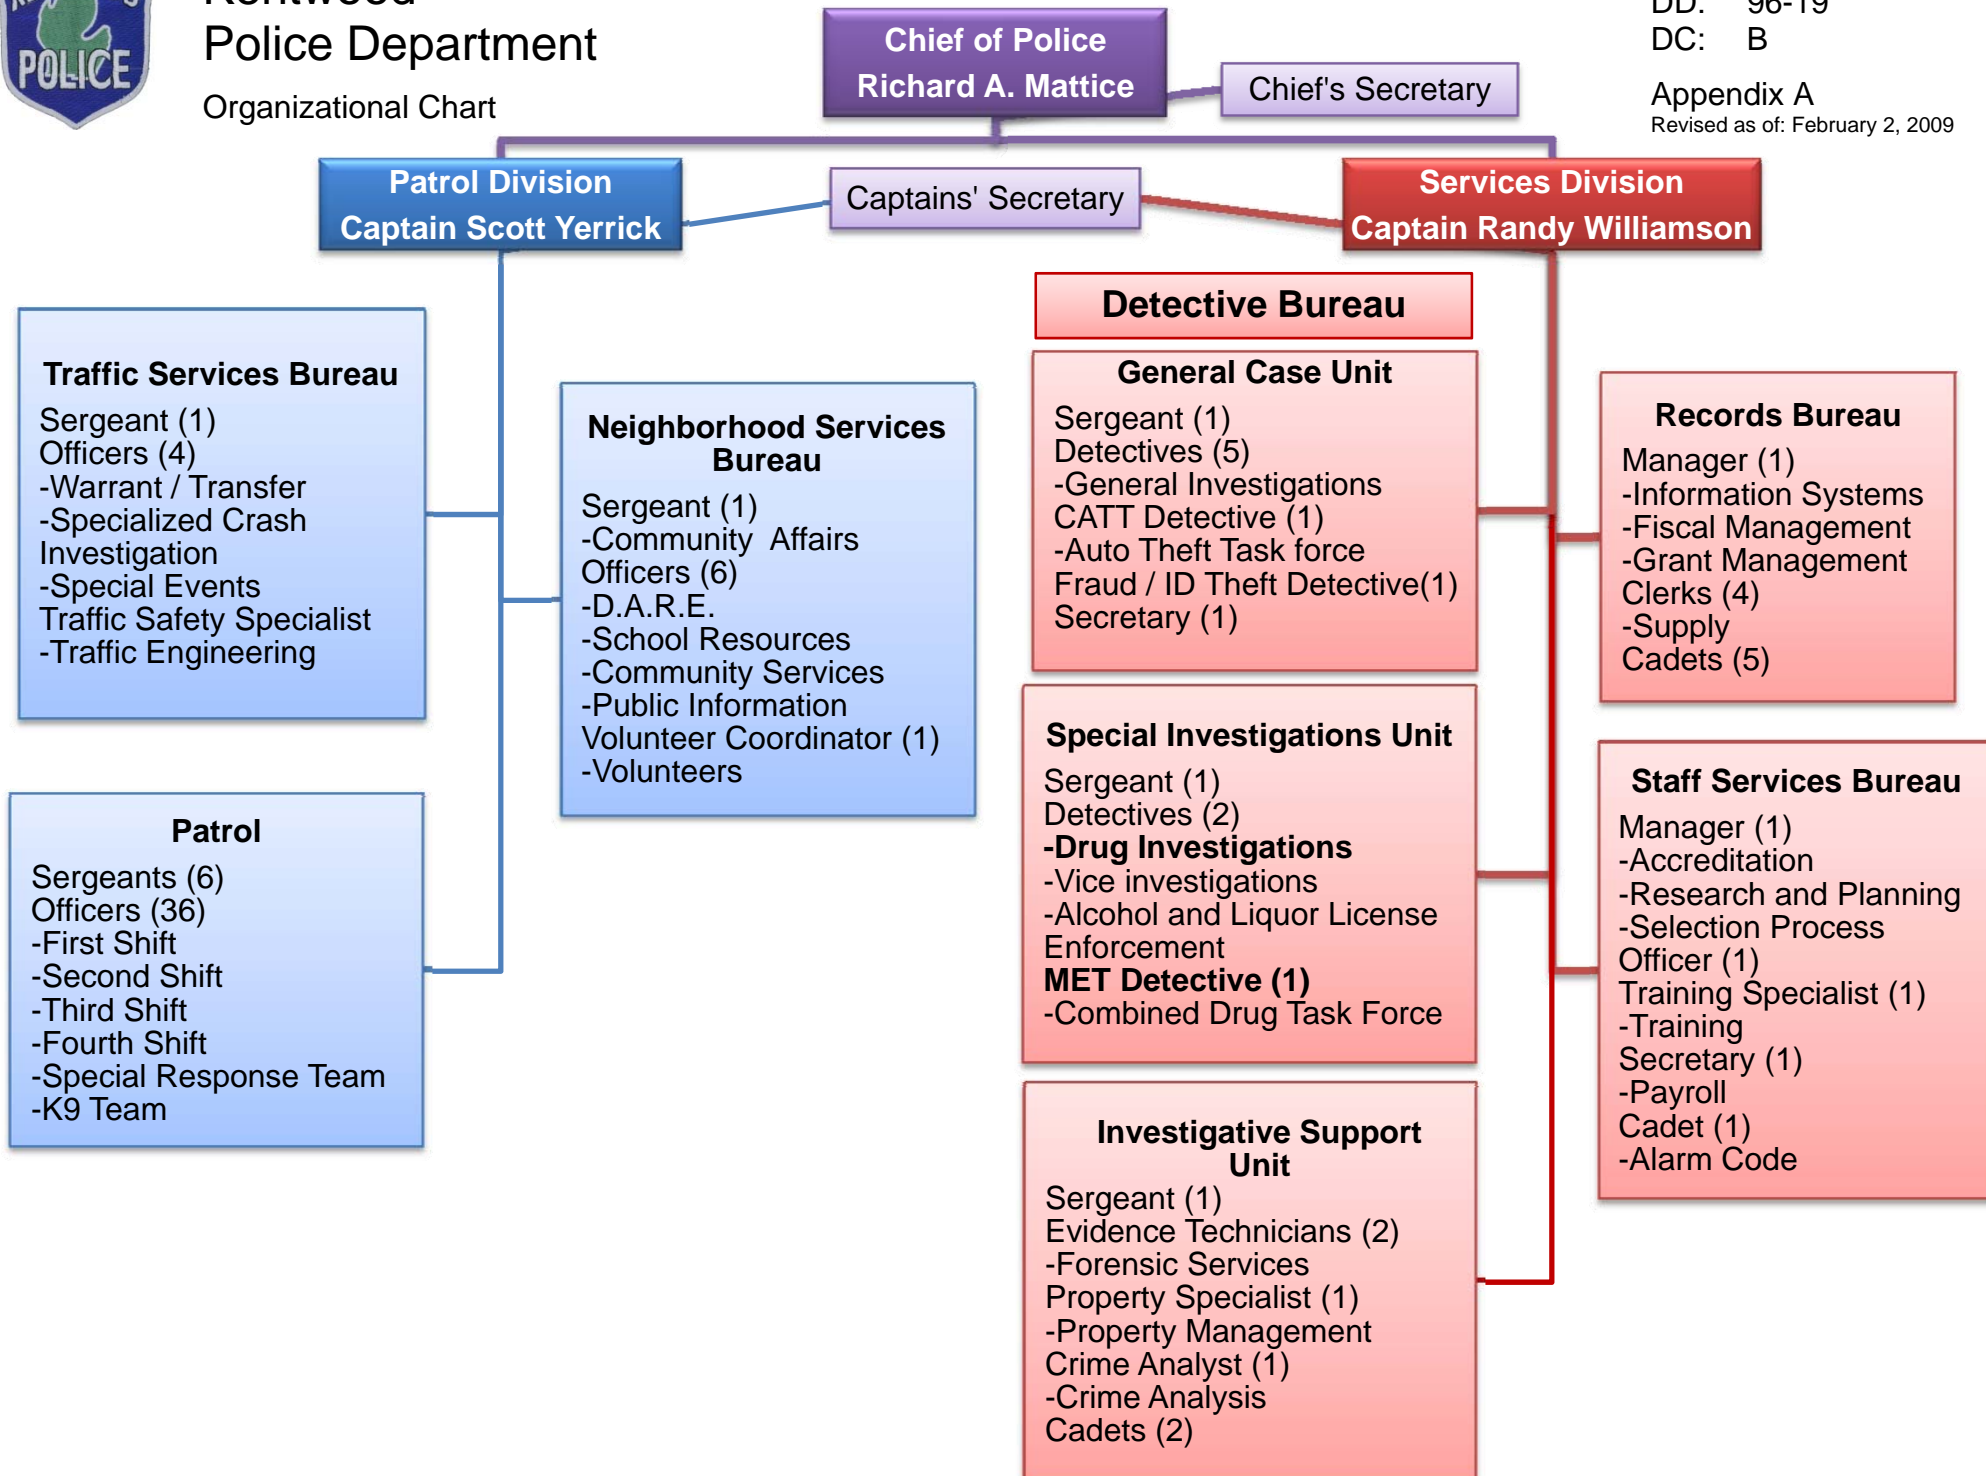 POLICE
Kentwood
Police Department
Organizational Chart
Chief of Police
Richard A. Mattice
Chief's Secretary
DD: 96-19
DC: B
Appendix A
Revised as of: February 2, 2009
Patrol Division
Captain Scott Yerrick
Captains' Secretary
Services Division
Captain Randy Williamson
Traffic Services Bureau
Sergeant (1)
Officers (4)
-Warrant / Transfer
-Specialized Crash
Investigation
-Special Events
Traffic Safety Specialist
-Traffic Engineering
Neighborhood Services
Bureau
Sergeant (1)
-Community  Affairs
Officers (6)
-D.A.R.E.
-School Resources
-Community Services
-Public Information
Volunteer Coordinator (1)
-Volunteers
Patrol
Sergeants (6)
Officers (36)
-First Shift
-Second Shift
-Third Shift
-Fourth Shift
-Special Response Team
-K9 Team
Detective Bureau
General Case Unit
Sergeant (1)
Detectives (5)
-General Investigations
CATT Detective (1)
-Auto Theft Task force
Fraud / ID Theft Detective(1)
Secretary (1)
Special Investigations Unit
Sergeant (1)
Detectives (2)
-Drug Investigations
-Vice investigations
-Alcohol and Liquor License
Enforcement
MET Detective (1)
-Combined Drug Task Force
Investigative Support
Unit
Sergeant (1)
Evidence Technicians (2)
-Forensic Services
Property Specialist (1)
-Property Management
Crime Analyst (1)
-Crime Analysis
Cadets (2)
Records Bureau
Manager (1)
-Information Systems
-Fiscal Management
-Grant Management
Clerks (4)
-Supply
Cadets (5)
Staff Services Bureau
Manager (1)
-Accreditation
-Research and Planning
-Selection Process
Officer (1)
Training Specialist (1)
-Training
Secretary (1)
-Payroll
Cadet (1)
-Alarm Code